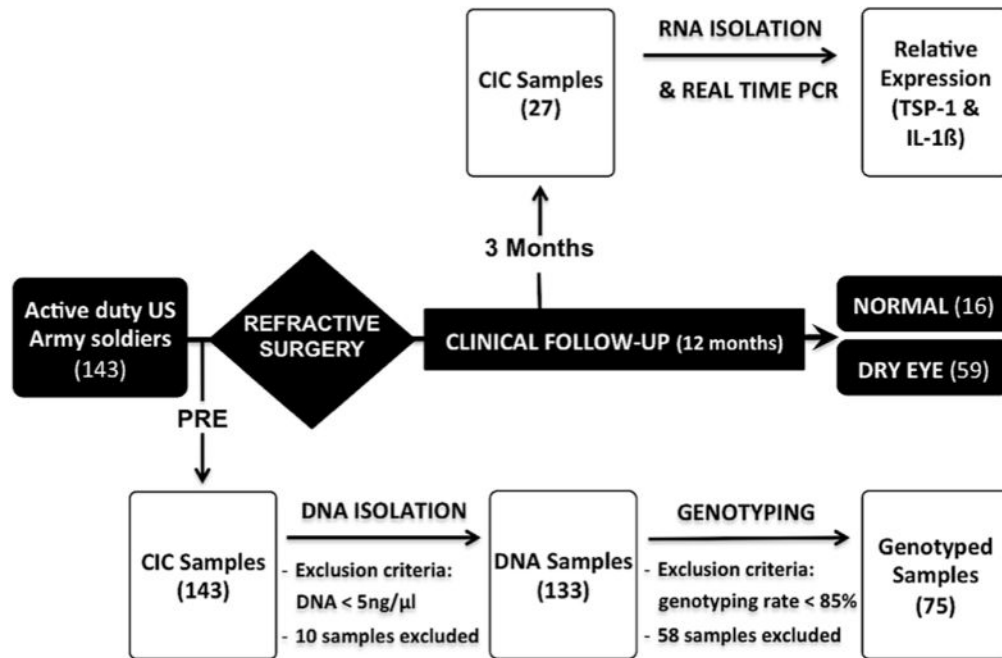 CIC Samples
(27)
RNA ISOLATION
& REAL TIME PCR
Relative
Expression
(TSP-1 &
IL-1ß)
3 Months
Active duty US
Army soldiers
(143)
REFRACTIVE
SURGERY
CLINICAL FOLLOW-UP (12 months)
NORMAL (16)
DRY EYE (59)
PRE
CIC Samples
(143)
DNA ISOLATION
- Exclusion criteria:
DNA < 5ng/µl
- 10 samples excluded
DNA Samples
(133)
GENOTYPING
- Exclusion criteria:
genotyping rate < 85%
- 58 samples excluded
Genotyped
Samples
(75)